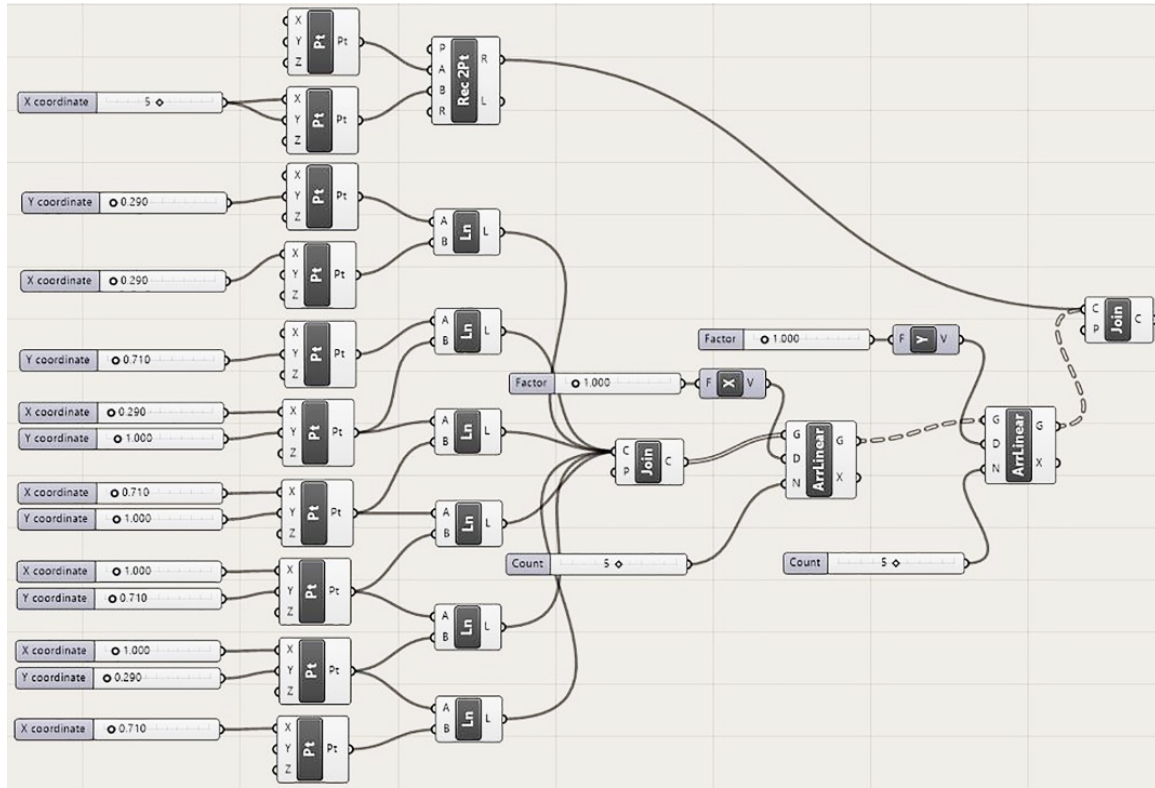 X
Y Pt Pt
Z
P
A Rec 2Pt R
B L
R
X coordinate 5
X
Y Pt Pt
Z
Y coordinate 0.290
X
Y Pt Pt
Z
A Ln L
B
X coordinate 0.290
X
Y Pt Pt
Z
Y coordinate 0.710
X
Y Pt Pt
Z
A Ln L
B
X coordinate 0.290
Y coordinate 1.000
X
Y Pt Pt
Z
A Ln L
B
X coordinate 0.710
Y coordinate 1.000
X
Y Pt Pt
Z
A Ln L
B
X coordinate 1.000
Y coordinate 0.710
X
Y Pt Pt
Z
A Ln L
B
X coordinate 1.000
Y coordinate 0.290
X
Y Pt Pt
Z
A Ln L
B
X coordinate 0.710
X
Y Pt Pt
Z
C Join C
P
Factor 1.000
F X V
Count 5
G ArrLinear G
D
N X
Factor 1.000
F Y V
Count 5
G ArrLinear G
D
N X
C Join C
P